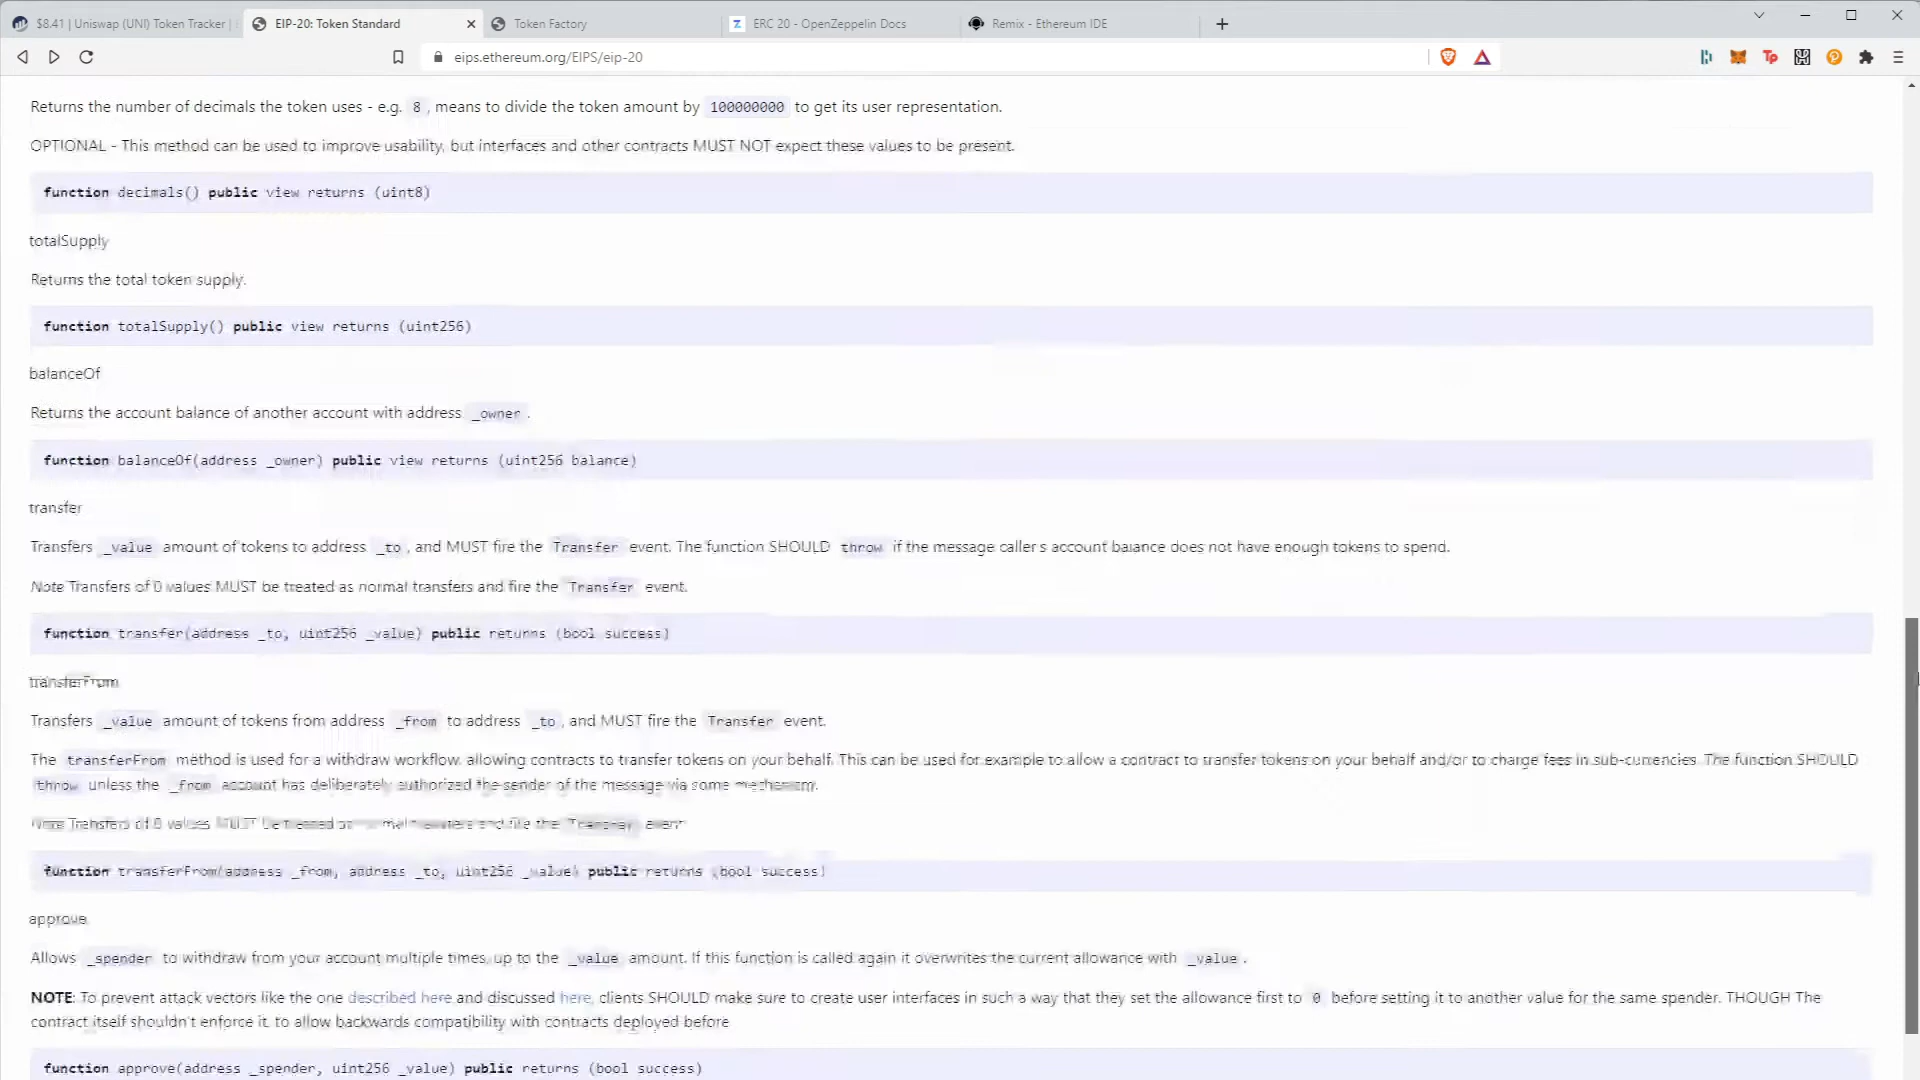 $8.41 | Uniswap (UNI) Token Tracker |
EIP-20: Token Standard
Token Factory
ERC 20 - OpenZeppelin Docs
Remix - Ethereum IDE
eips.ethereum.org/EIPS/eip-20
Returns the number of decimals the token uses - e.g. 8, means to divide the token amount by 100000000 to get its user representation.
OPTIONAL - This method can be used to improve usability, but interfaces and other contracts MUST NOT expect these values to be present.
function decimals() public view returns (uint8)
totalSupply
Returns the total token supply.
function totalSupply() public view returns (uint256)
balanceOf
Returns the account balance of another account with address _owner.
function balanceOf(address _owner) public view returns (uint256 balance)
transfer
Transfers _value amount of tokens to address _to, and MUST fire the Transfer event. The function SHOULD throw if the message caller's account balance does not have enough tokens to spend.
Note Transfers of 0 values MUST be treated as normal transfers and fire the Transfer event.
function transfer(address _to, uint256 _value) public returns (bool success)
transferFrom
Transfers _value amount of tokens from address _from to address _to, and MUST fire the Transfer event.
The transferFrom method is used for a withdraw workflow, allowing contracts to transfer tokens on your behalf. This can be used for example to allow a contract to transfer tokens on your behalf and/or to charge fees in sub-currencies. The function SHOULD
throw unless the _from account has deliberately authorized the sender of the message via some mechanism.
Note Transfers of 0 values MUST be treated as normal transfers and fire the Transfer event.
function transferFrom(address _from, address _to, uint256 _value) public returns (bool success)
approve
Allows _spender to withdraw from your account multiple times, up to the _value amount. If this function is called again it overwrites the current allowance with _value.
NOTE: To prevent attack vectors like the one described here and discussed here, clients SHOULD make sure to create user interfaces in such a way that they set the allowance first to 0 before setting it to another value for the same spender. THOUGH The
contract itself shouldn't enforce it, to allow backwards compatibility with contracts deployed before
function approve(address _spender, uint256 _value) public returns (bool success)